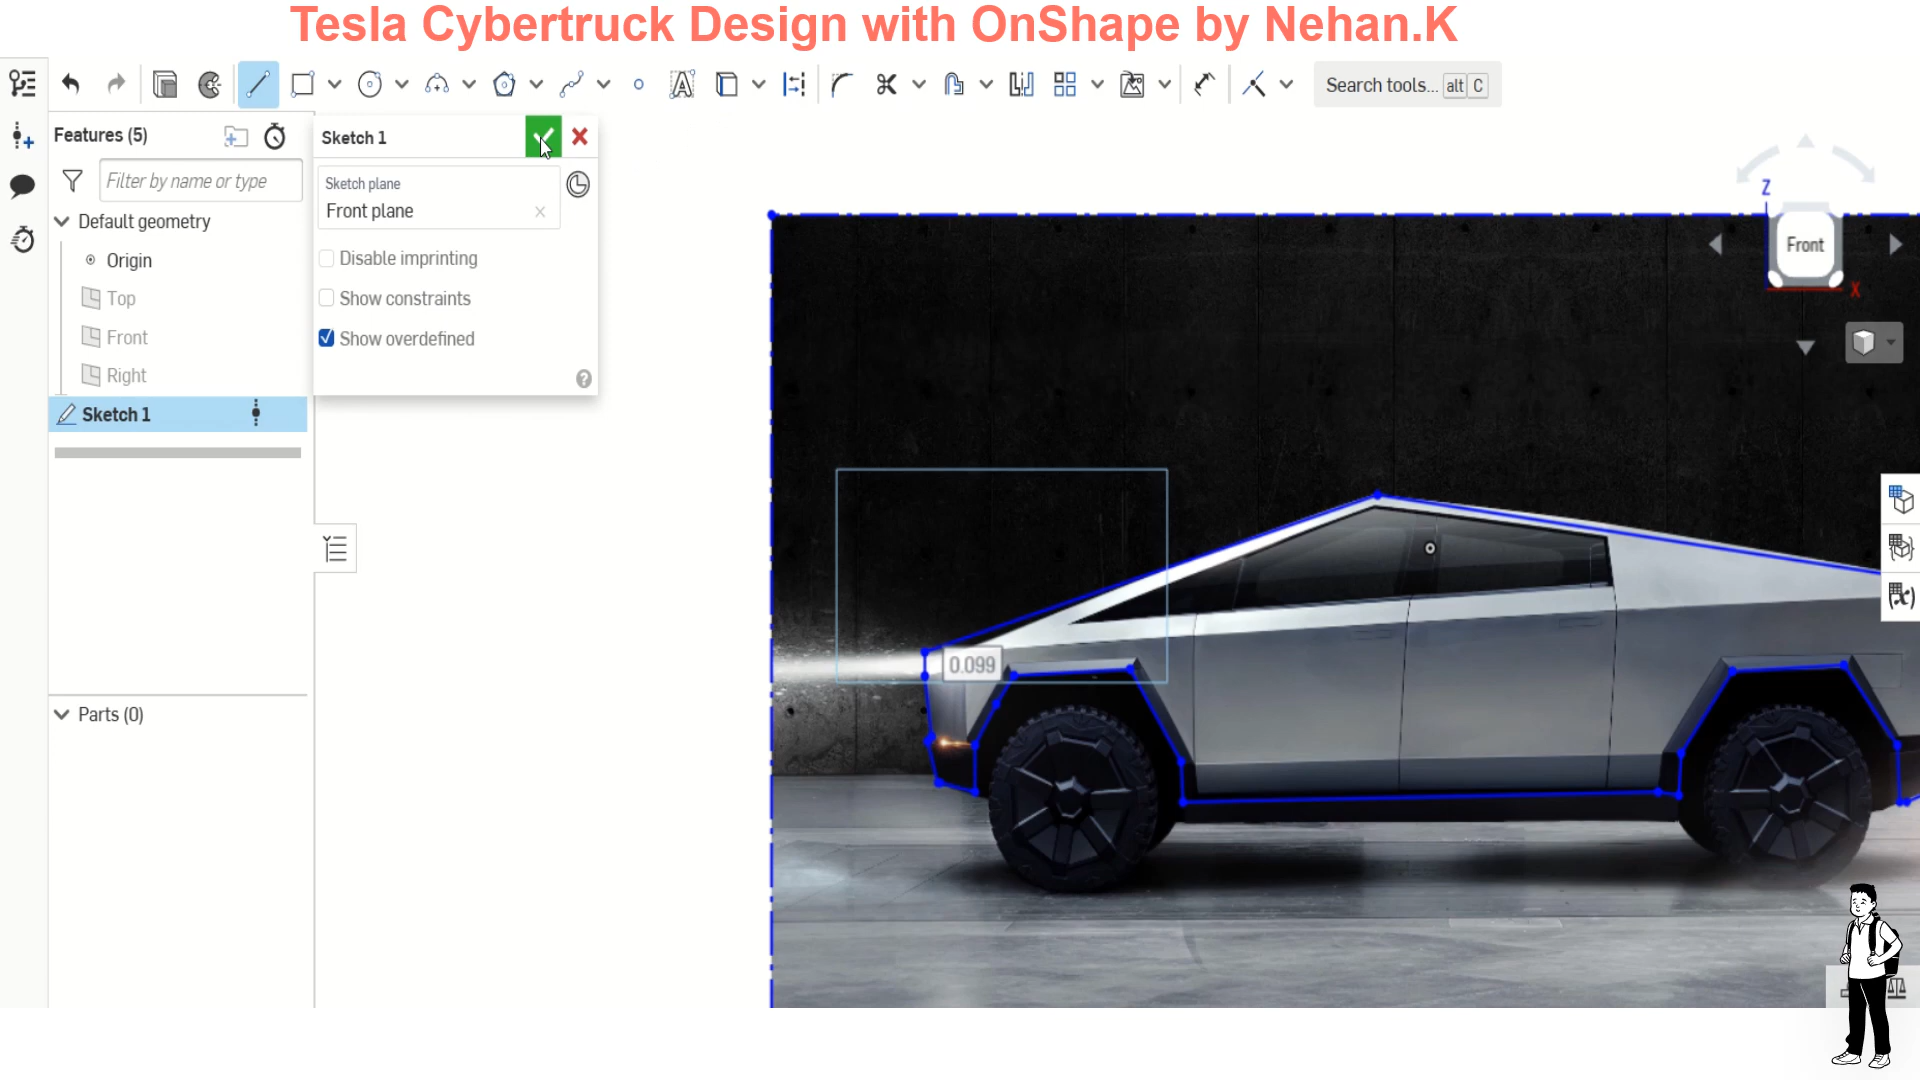 Tesla Cybertruck Design with OnShape by Nehan.K
Search tools... alt C
Features (5)
Filter by name or type
Default geometry
Origin
Top
Front
Right
Sketch 1
Parts (0)
Sketch 1
Sketch plane
Front plane
Disable imprinting
Show constraints
Show overdefined
Z
Front
X
0.099
(x)